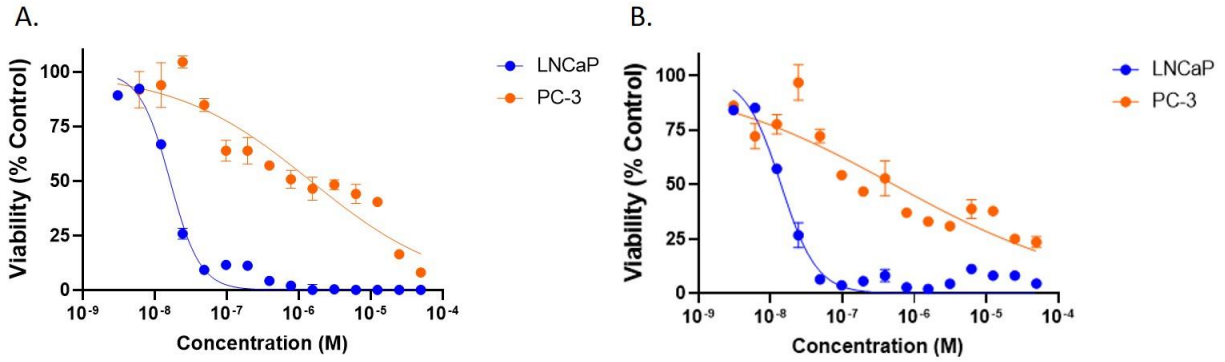 A.
Viability (% Control)
100
75
50
25
0
10⁻⁹ 10⁻⁸ 10⁻⁷ 10⁻⁶ 10⁻⁵ 10⁻⁴
Concentration (M)
LNCaP
PC-3
B.
Viability (% Control)
100
75
50
25
0
10⁻⁹ 10⁻⁸ 10⁻⁷ 10⁻⁶ 10⁻⁵ 10⁻⁴
Concentration (M)
LNCaP
PC-3